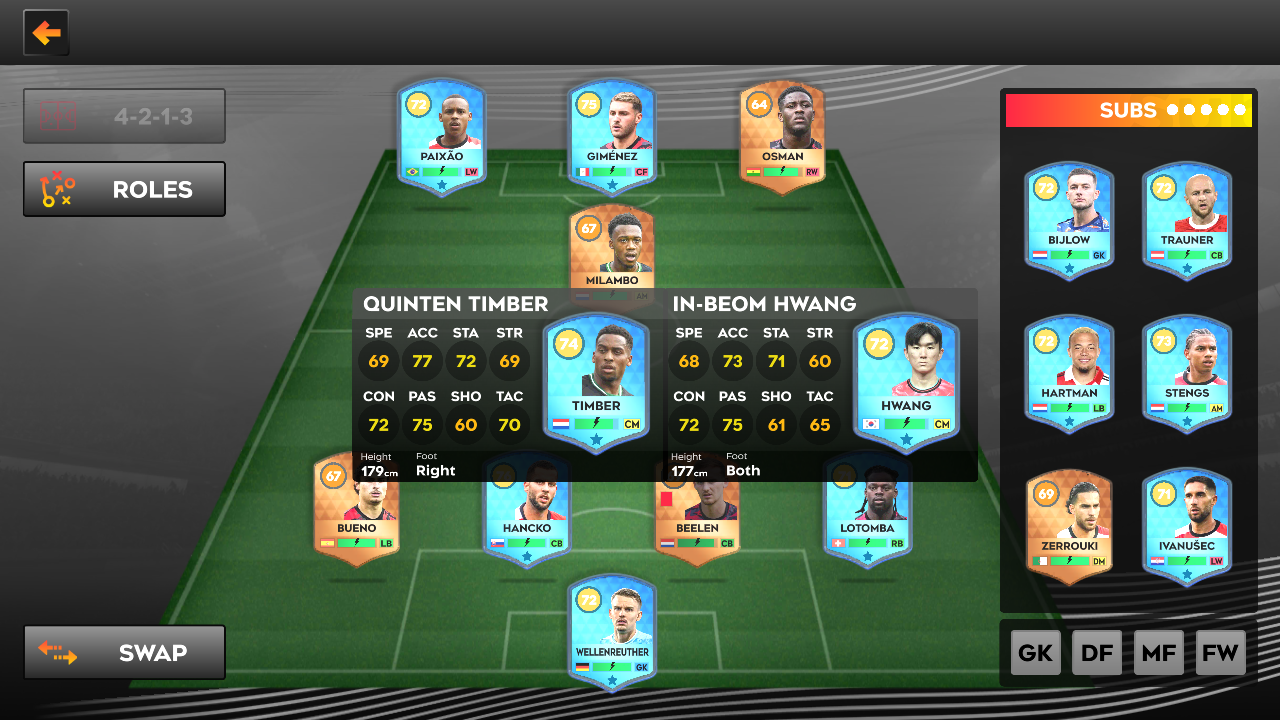 4-2-1-3
ROLES
SWAP
72
PAIXÃO
LW
75
GIMÉNEZ
CF
64
OSMAN
RW
67
MILAMBO
AM
QUINTEN TIMBER
SPE ACC STA STR
69 77 72 69
CON PAS SHO TAC
72 75 60 70
Height Foot
179cm Right
74
TIMBER
CM
IN-BEOM HWANG
SPE ACC STA STR
68 73 71 60
CON PAS SHO TAC
72 75 61 65
Height Foot
177cm Both
72
HWANG
CM
67
BUENO
LB
HANCKO
CB
BEELEN
CB
LOTOMBA
RB
72
WELLENREUTHER
GK
SUBS
72
BIJLOW
GK
72
TRAUNER
CB
72
HARTMAN
LB
73
STENGS
AM
69
ZERROUKI
DM
71
IVANUŠEC
LW
GK DF MF FW